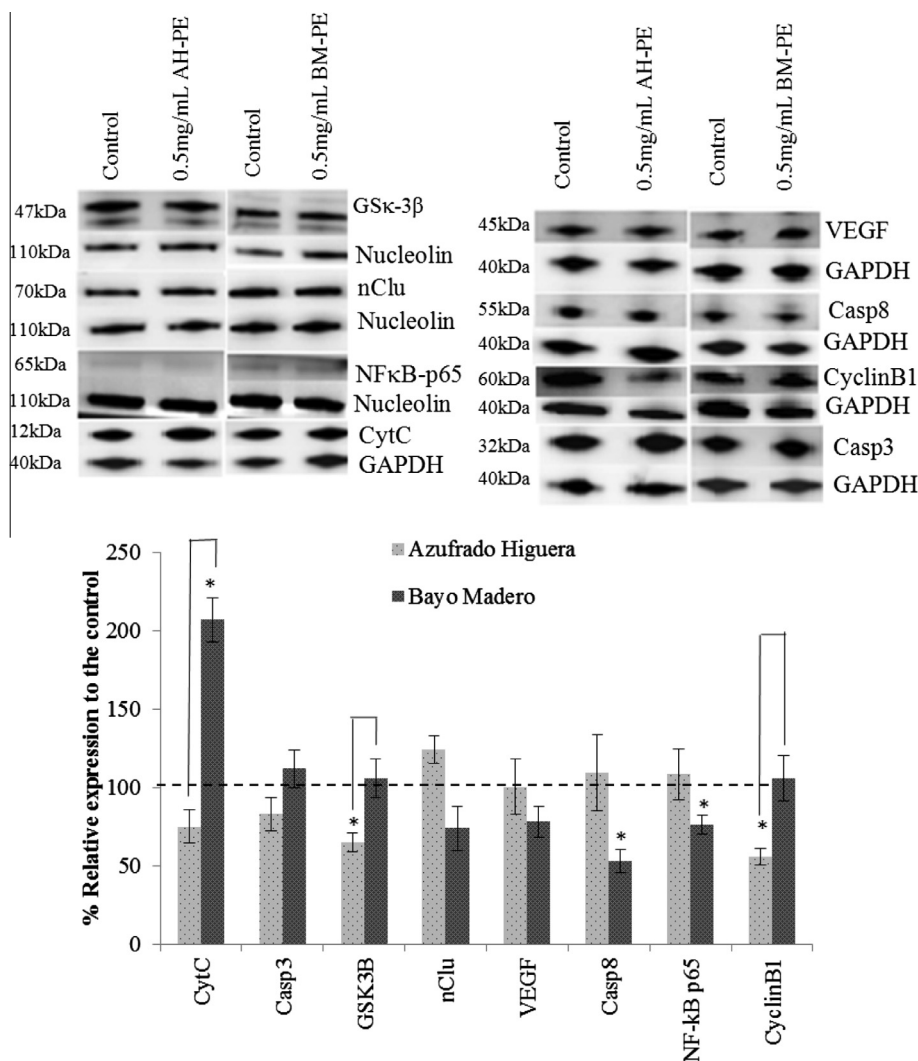 Control
0.5mg/mL AH-PE
Control
0.5mg/mL BM-PE
47kDa
GSκ-3β
110kDa
Nucleolin
70kDa
nClu
110kDa
Nucleolin
65kDa
NFκB-p65
110kDa
Nucleolin
12kDa
CytC
40kDa
GAPDH
Control
0.5mg/mL AH-PE
Control
0.5mg/mL BM-PE
45kDa
VEGF
40kDa
GAPDH
55kDa
Casp8
40kDa
GAPDH
60kDa
CyclinB1
40kDa
GAPDH
32kDa
Casp3
40kDa
GAPDH
% Relative expression to the control
250
200
150
100
50
0
Azufrado Higuera
Bayo Madero
*
*
*
*
*
CytC
Casp3
GSK3B
nClu
VEGF
Casp8
NF-kB p65
CyclinB1